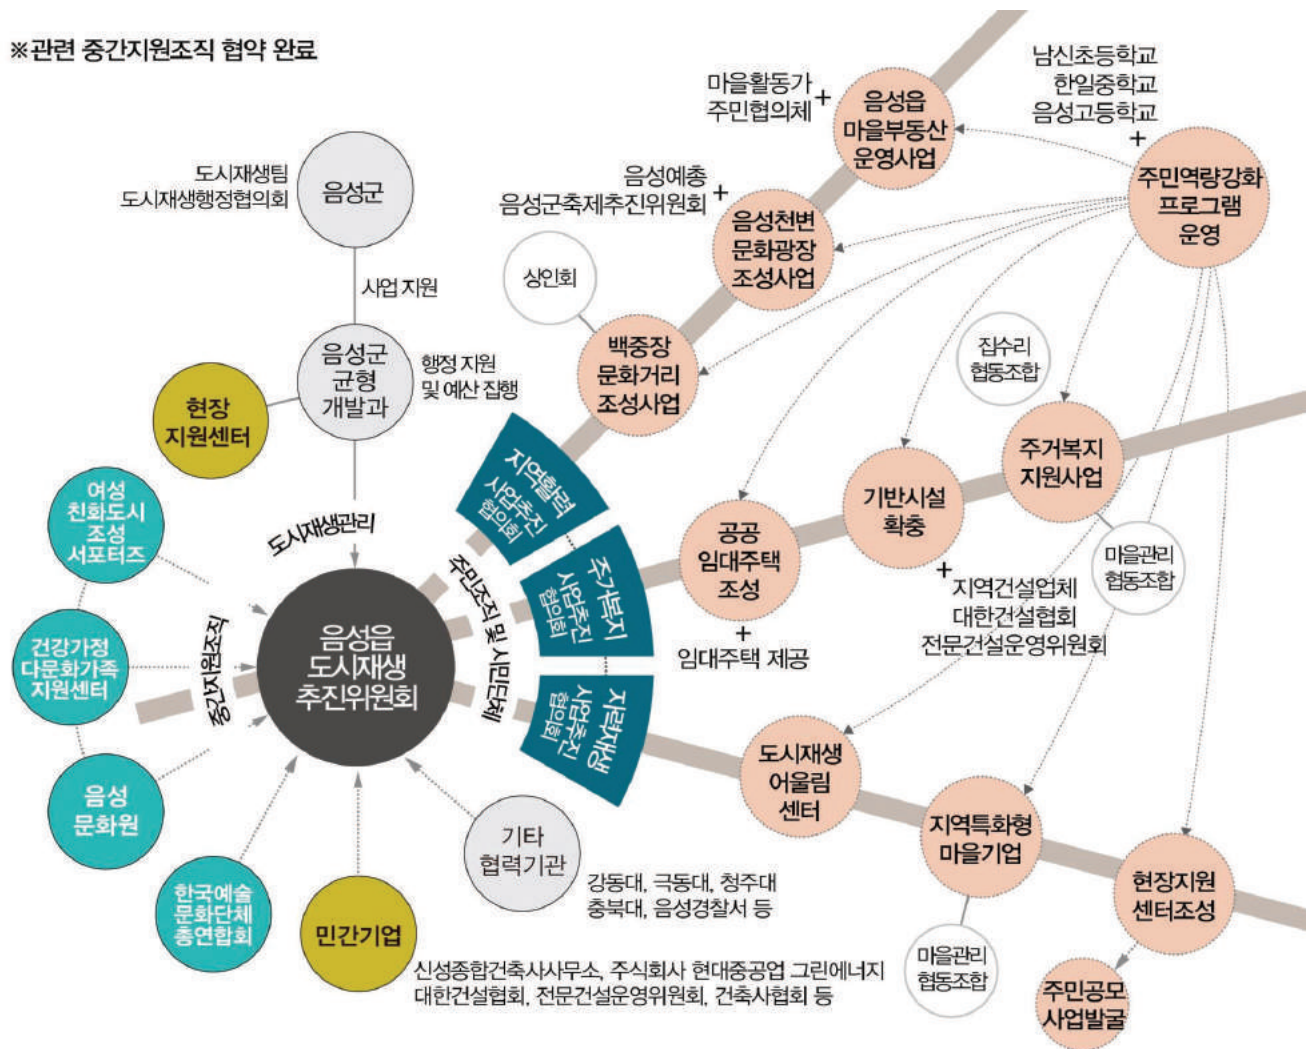 ※관련 중간지원조직 협약 완료
도시재생팀
도시재생행정협의회
음성군
사업 지원
음성군
균형
개발과
행정 지원
및 예산 집행
현장
지원센터
여성
친화도시
조성
서포터즈
건강가정
다문화가족
지원센터
음성
문화원
한국예술
문화단체
총연합회
민간기업
신성종합건축사사무소, 주식회사 현대중공업 그린에너지
대한건설협회, 전문건설운영위원회, 건축사협회 등
기타
협력기관
강동대, 극동대, 청주대
충북대, 음성경찰서 등
도시재생관리
중간지원조직
음성읍
도시재생
추진위원회
주민조직 및 시민단체
지역활력
사업추진
협의회
주거복지
사업추진
협의회
자력재생
사업추진
협의회
상인회
백중장
문화거리
조성사업
음성예총
음성군축제추진위원회
+
음성천변
문화광장
조성사업
마을활동가
주민협의체
+
음성읍
마을부동산
운영사업
남신초등학교
한일중학교
음성고등학교
+
주민역량강화
프로그램
운영
공공
임대주택
조성
+
임대주택 제공
기반시설
확충
+
지역건설업체
대한건설협회
전문건설운영위원회
집수리
협동조합
주거복지
지원사업
마을관리
협동조합
도시재생
어울림
센터
지역특화형
마을기업
마을관리
협동조합
현장지원
센터조성
주민공모
사업발굴